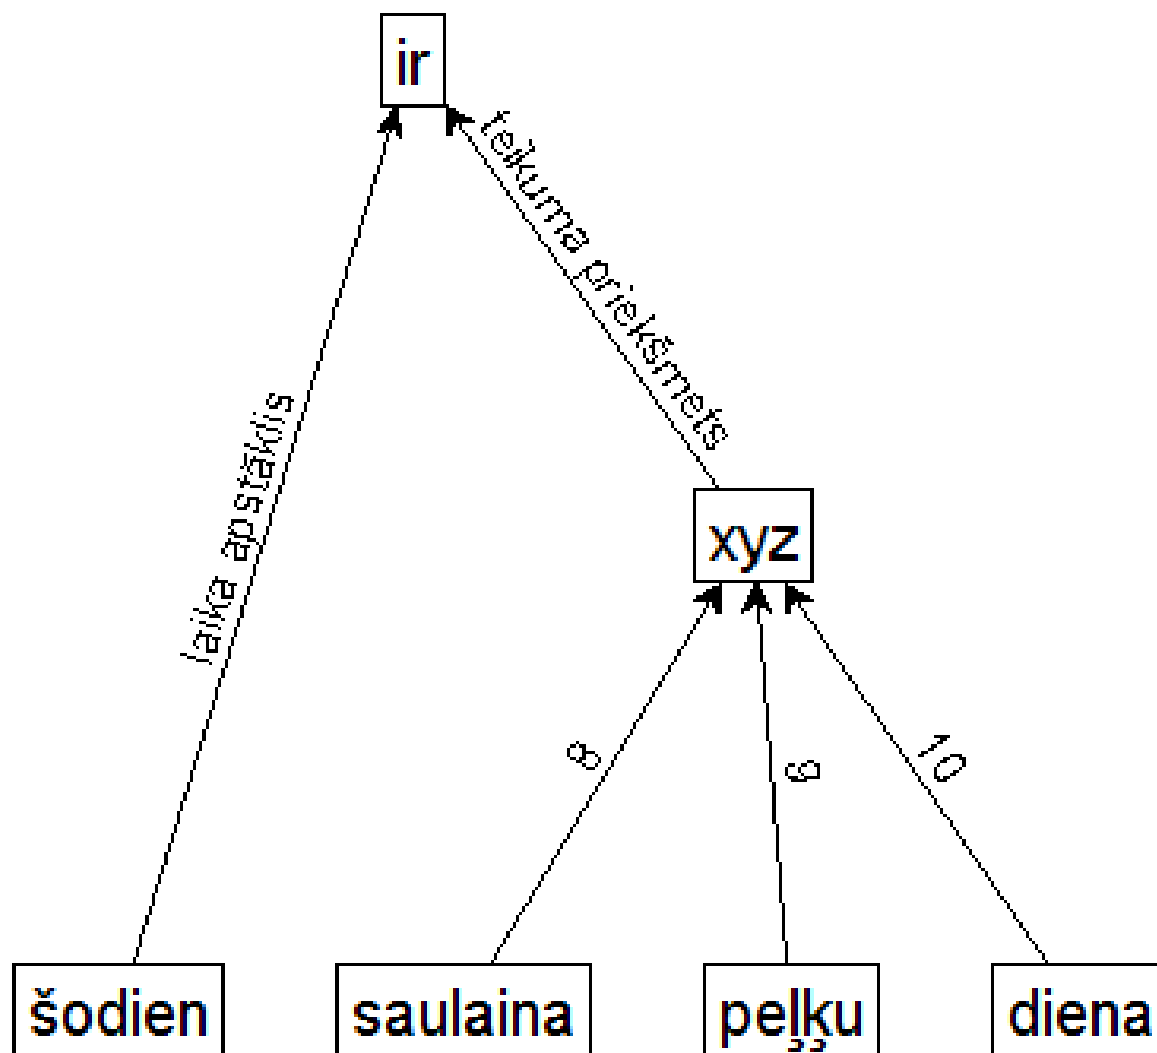 ir
teikuma priekšmets
laika apstāklis
xyz
8
9
10
šodien
saulaina
peļķu
diena